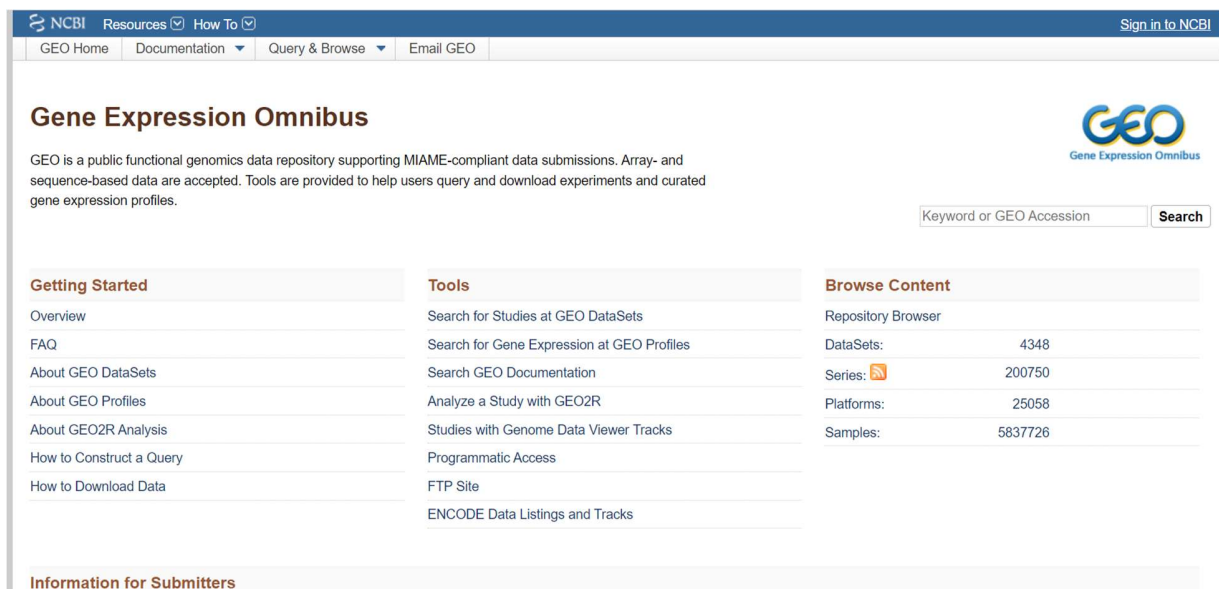 NCBI Resources How To Sign in to NCBI
GEO Home Documentation Query & Browse Email GEO
Gene Expression Omnibus
GEO
Gene Expression Omnibus
GEO is a public functional genomics data repository supporting MIAME-compliant data submissions. Array- and
sequence-based data are accepted. Tools are provided to help users query and download experiments and curated
gene expression profiles.
Keyword or GEO Accession Search
Getting Started
Overview
FAQ
About GEO DataSets
About GEO Profiles
About GEO2R Analysis
How to Construct a Query
How to Download Data
Tools
Search for Studies at GEO DataSets
Search for Gene Expression at GEO Profiles
Search GEO Documentation
Analyze a Study with GEO2R
Studies with Genome Data Viewer Tracks
Programmatic Access
FTP Site
ENCODE Data Listings and Tracks
Browse Content
Repository Browser
DataSets: 4348
Series: 200750
Platforms: 25058
Samples: 5837726
Information for Submitters